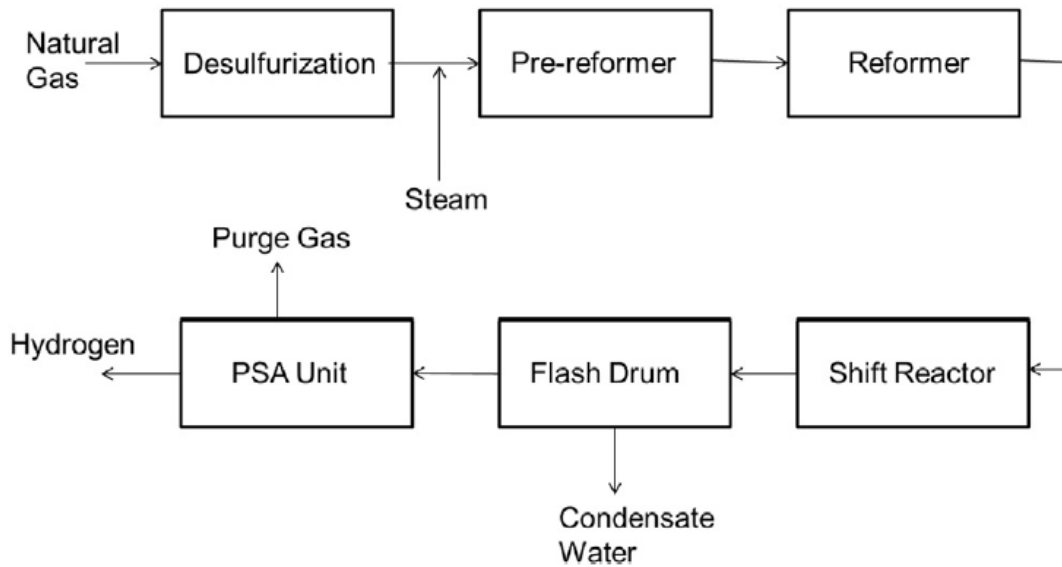 Natural
Gas
Desulfurization
Pre-reformer
Reformer
Steam
Purge Gas
Hydrogen
PSA Unit
Flash Drum
Shift Reactor
Condensate
Water